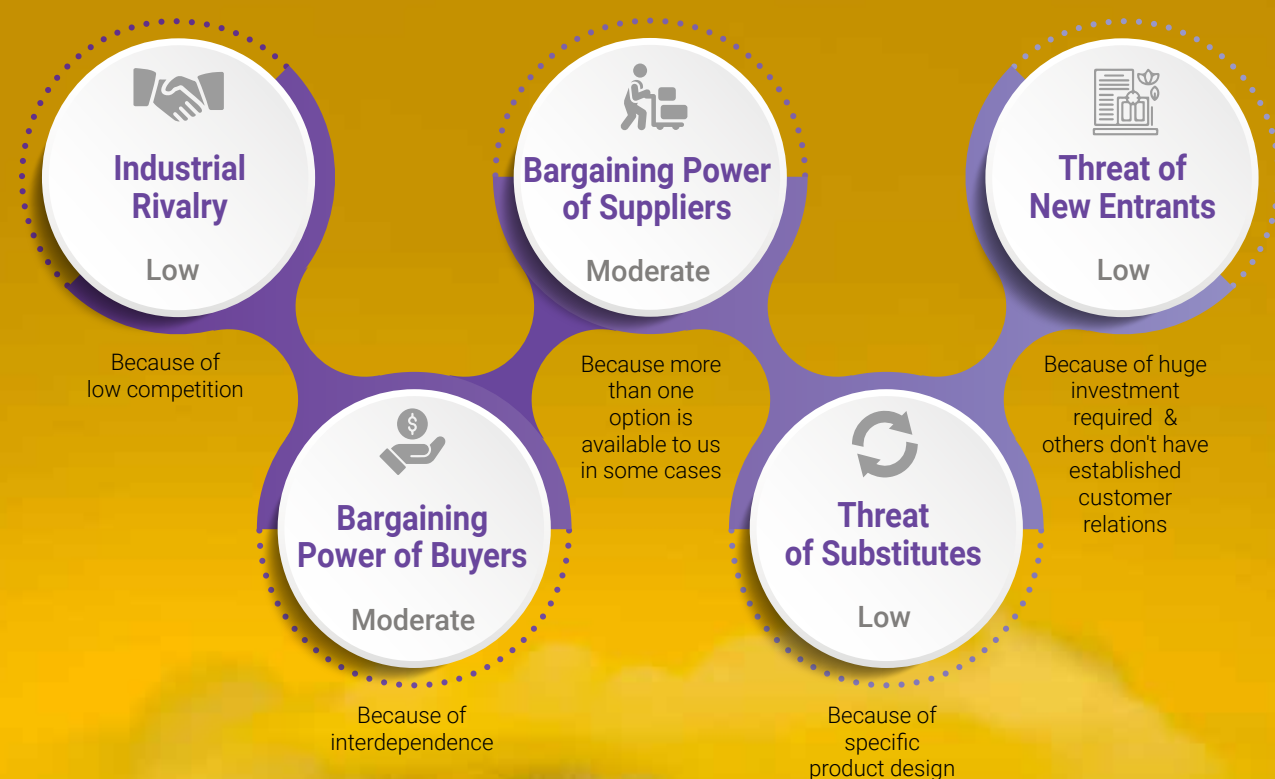 Industrial
Rivalry
Low
Because of
low competition
Bargaining
Power of Buyers
Moderate
Because of
interdependence
Bargaining Power
of Suppliers
Moderate
Because more
than one
option is
available to us
in some cases
Threat
of Substitutes
Low
Because of
specific
product design
Threat of
New Entrants
Low
Because of huge
investment
required &
others don't have
established
customer
relations